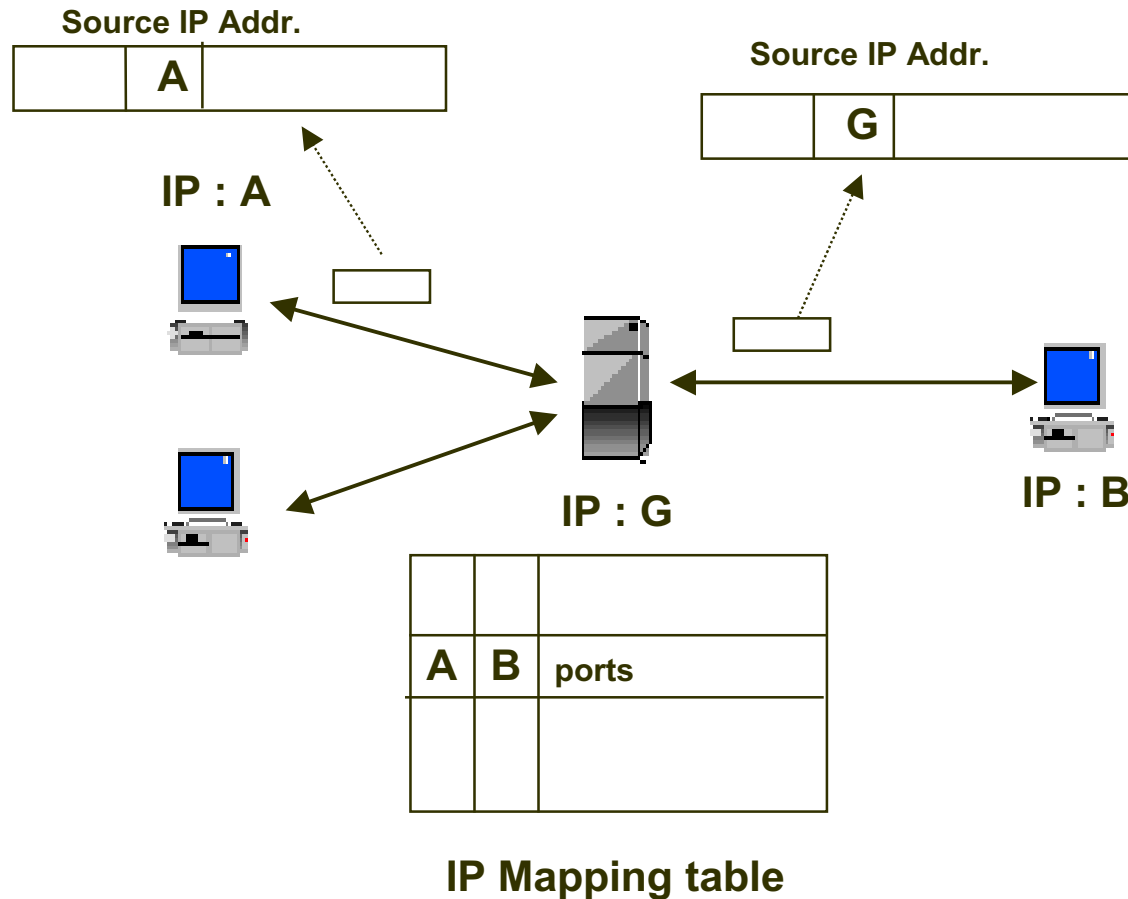 Source IP Addr.
A
Source IP Addr.
G
IP : A
IP : G
IP : B
A B ports
IP Mapping table